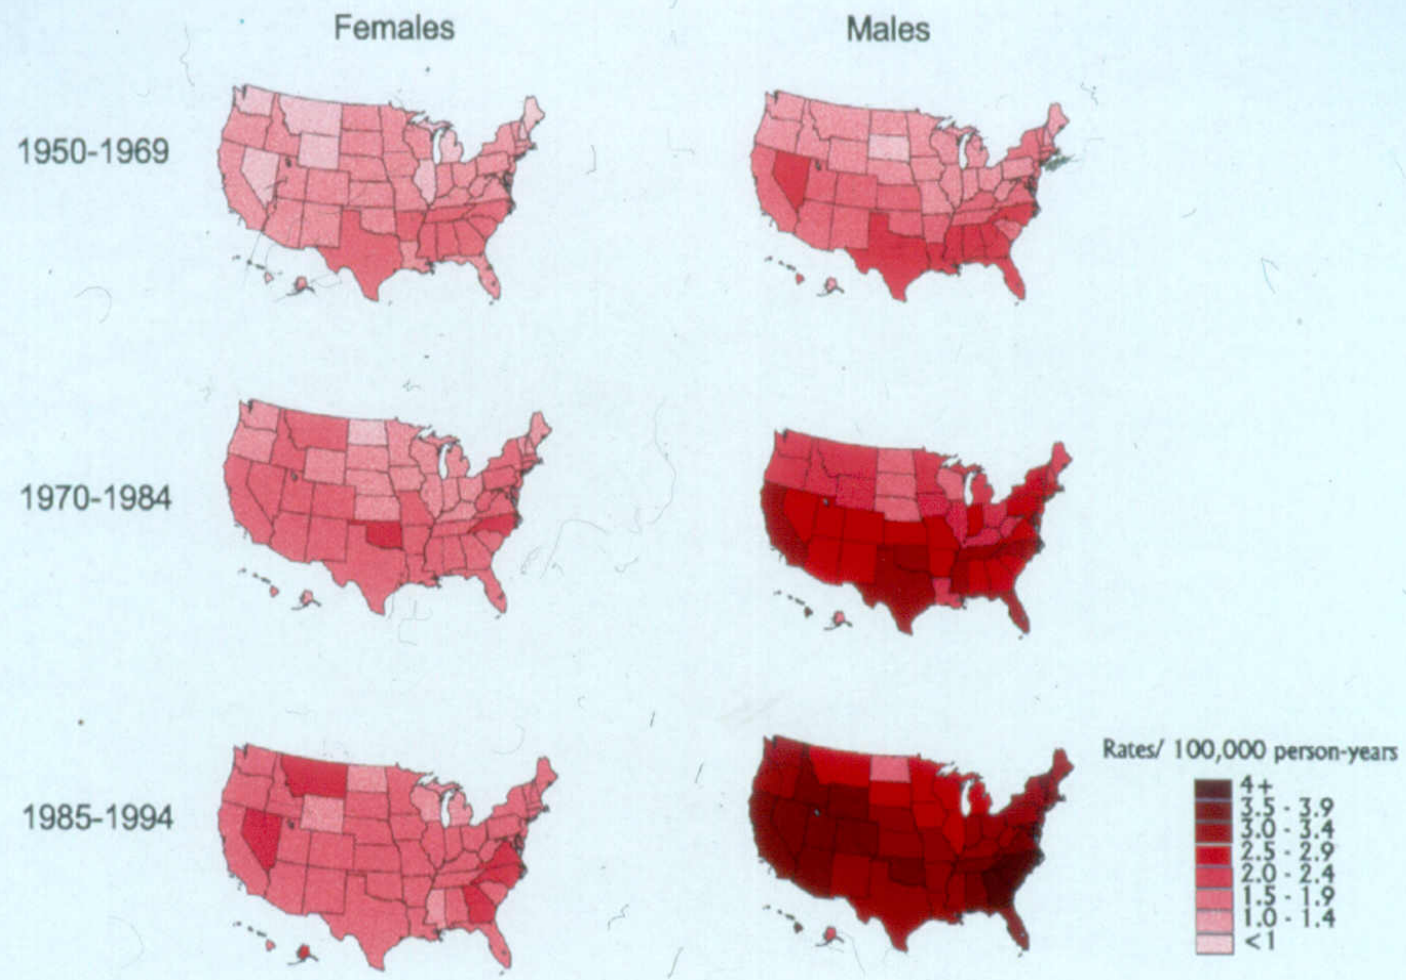 Females Males
1950-1969
1970-1984
1985-1994
Rates/ 100,000 person-years
4+
3.5 - 3.9
3.0 - 3.4
2.5 - 2.9
2.0 - 2.4
1.5 - 1.9
1.0 - 1.4
<1